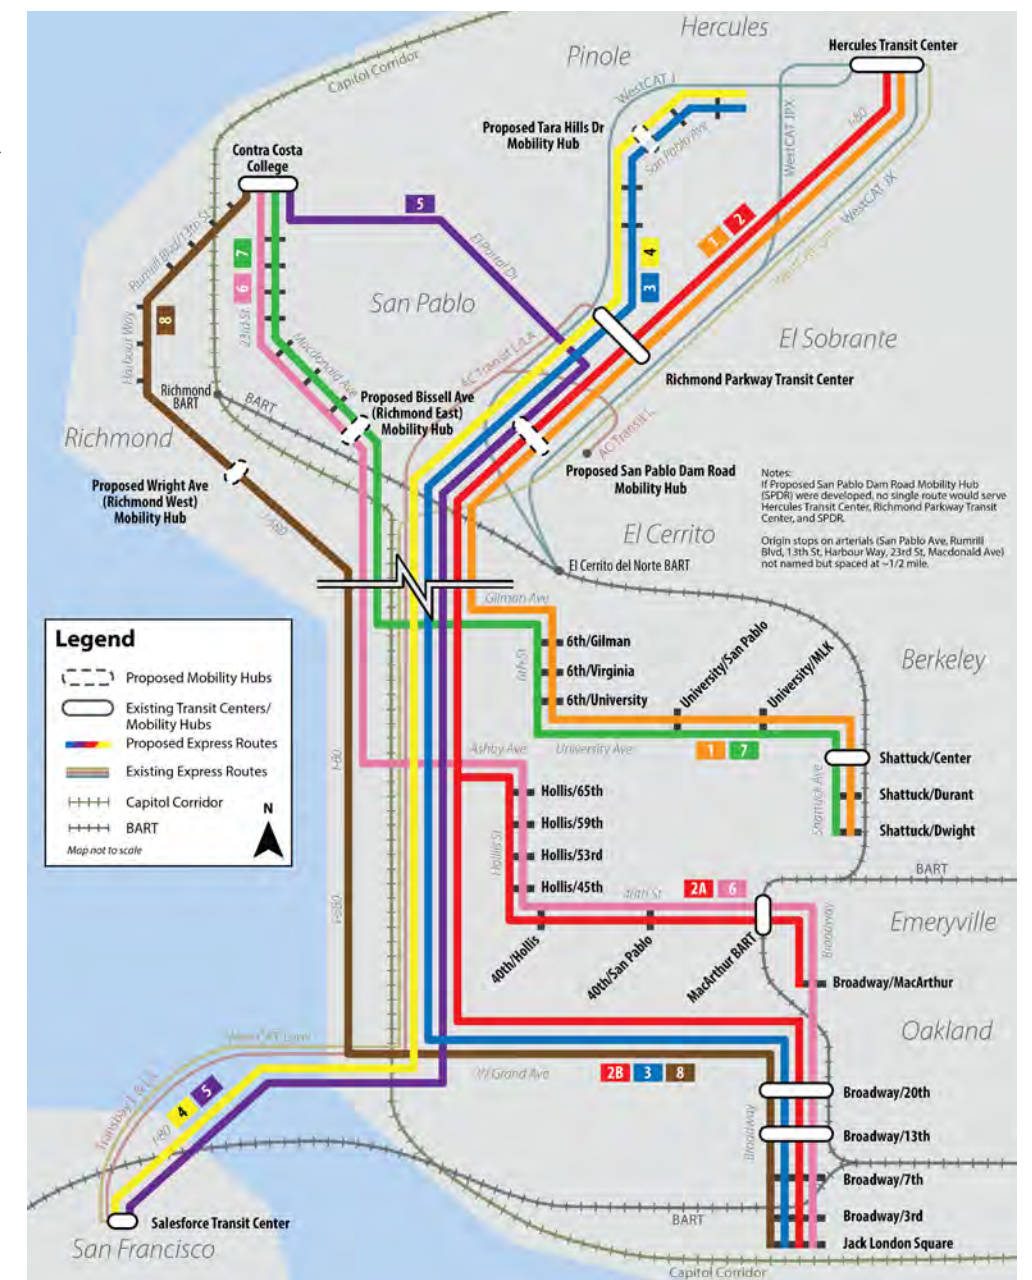 Hercules
Hercules Transit Center
Pinole
Capitol Corridor
WestCAT J
Proposed Tara Hills Dr
Mobility Hub
San Pablo Ave
WestCAT JPX
I-80
WestCAT JX
Contra Costa
College
5
1
2
El Portal Dr
Rumrill Blvd/13th St
7
6
4
3
San Pablo
23rd St
8
Harbour Way
Macdonald Ave
AC Transit L/LA
El Sobrante
Richmond Parkway Transit Center
Richmond
BART
BART
Proposed Bissell Ave
(Richmond East)
Mobility Hub
Richmond
AC Transit L
Proposed San Pablo Dam Road
Mobility Hub
Proposed Wright Ave
(Richmond West)
Mobility Hub
I-580
Notes:
If Proposed San Pablo Dam Road Mobility Hub
(SPDR) were developed, no single route would serve
Hercules Transit Center, Richmond Parkway Transit
Center, and SPDR.
Origin stops on arterials (San Pablo Ave, Rumrill
Blvd, 13th St, Harbour Way, 23rd St, Macdonald Ave)
not named but spaced at ~1/2 mile.
El Cerrito
El Cerrito del Norte BART
Gilman Ave
Legend
Proposed Mobility Hubs
Existing Transit Centers/
Mobility Hubs
Proposed Express Routes
Existing Express Routes
Capitol Corridor
BART
Map not to scale
N
6th St
6th/Gilman
6th/Virginia
6th/University
University/San Pablo
University/MLK
Berkeley
I-80
Ashby Ave
University Ave
1
7
Shattuck Ave
Shattuck/Center
Shattuck/Durant
Shattuck/Dwight
Hollis St
Hollis/65th
Hollis/59th
Hollis/53rd
Hollis/45th
BART
40th St
2A
6
I-880
40th/Hollis
40th/San Pablo
MacArthur BART
Broadway
Emeryville
Broadway/MacArthur
Oakland
W Grand Ave
2B
3
8
Broadway
Broadway/20th
Broadway/13th
Broadway/7th
Broadway/3rd
Jack London Square
4
5
I-80
Salesforce Transit Center
San Francisco
BART
Capitol Corridor